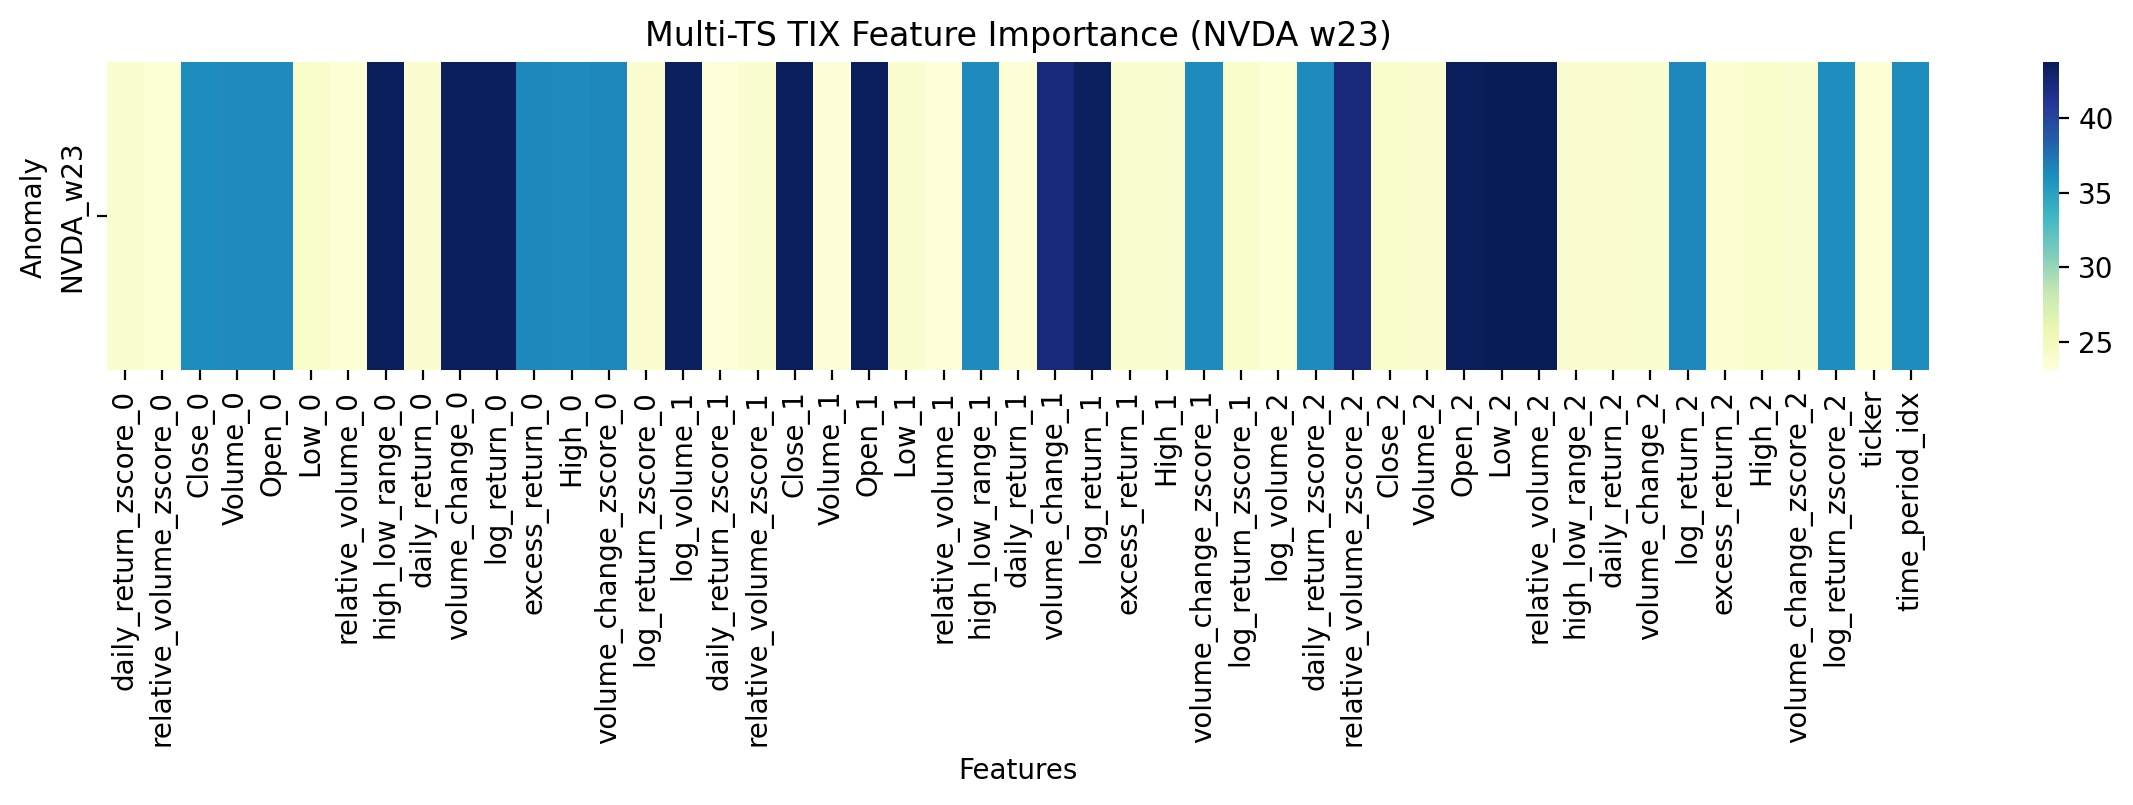 Multi-TS TIX Feature Importance (NVDA w23)
Anomaly
NVDA_w23
40
35
30
25
daily_return_zscore_0
relative_volume_zscore_0
Close_0
Volume_0
Open_0
Low_0
relative_volume_0
high_low_range_0
daily_return_0
volume_change_0
log_return_0
excess_return_0
High_0
volume_change_zscore_0
log_return_zscore_0
log_volume_1
daily_return_zscore_1
relative_volume_zscore_1
Close_1
Volume_1
Open_1
Low_1
relative_volume_1
high_low_range_1
daily_return_1
volume_change_1
log_return_1
excess_return_1
High_1
volume_change_zscore_1
log_return_zscore_1
log_volume_2
daily_return_zscore_2
relative_volume_zscore_2
Close_2
Volume_2
Open_2
Low_2
relative_volume_2
high_low_range_2
daily_return_2
volume_change_2
log_return_2
excess_return_2
High_2
volume_change_zscore_2
log_return_zscore_2
ticker
time_period_idx
Features